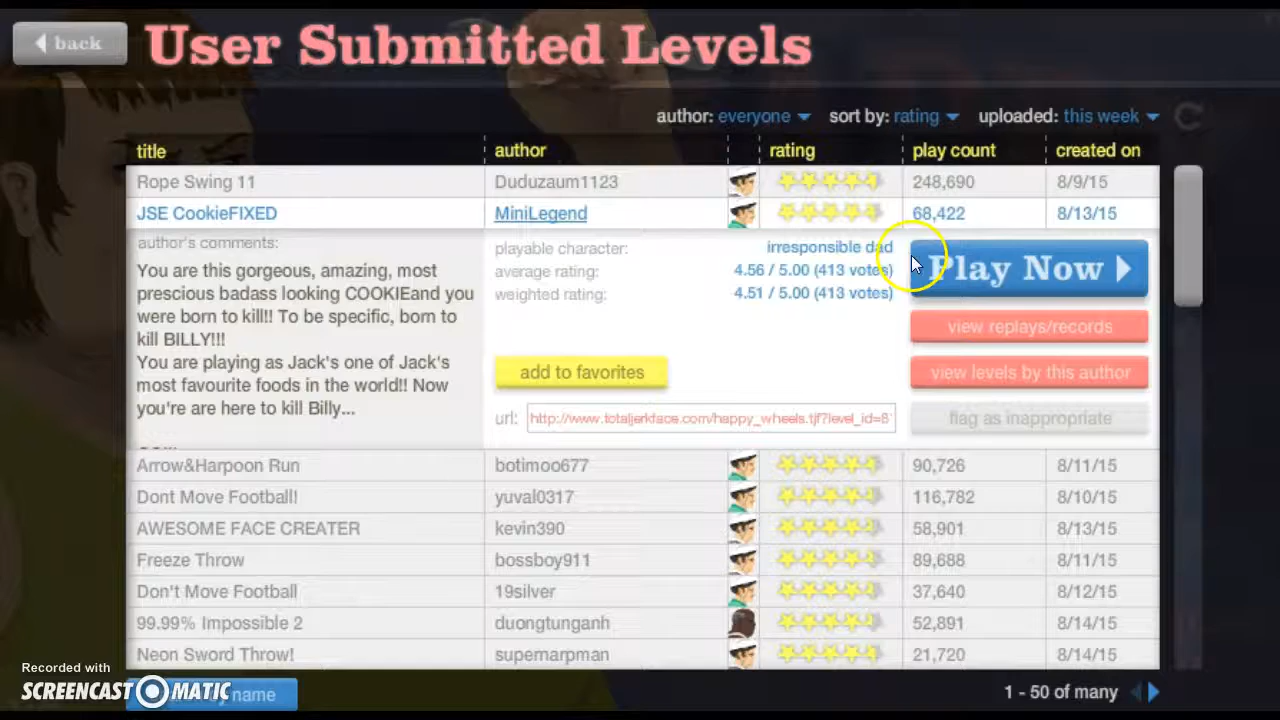 back
User Submitted Levels
author: everyone sort by: rating uploaded: this week
title author rating play count created on
Rope Swing 11 Duduzaum1123 248,690 8/9/15
JSE CookieFIXED MiniLegend 68,422 8/13/15
author's comments:
You are this gorgeous, amazing, most
prescious badass looking COOKIEand you
were born to kill!! To be specific, born to
kill BILLY!!!
You are playing as Jack's one of Jack's
most favourite foods in the world!! Now
you're are here to kill Billy...
playable character: irresponsible dad
average rating: 4.56 / 5.00 (413 votes)
weighted rating: 4.51 / 5.00 (413 votes)
add to favorites
url: http://www.totaljerkface.com/happy_wheels.tjf?level_id=8
Play Now
view replays/records
view levels by this author
flag as inappropriate
Arrow&Harpoon Run botimoo677 90,726 8/11/15
Dont Move Football! yuval0317 116,782 8/10/15
AWESOME FACE CREATER kevin390 58,901 8/13/15
Freeze Throw bossboy911 89,688 8/11/15
Don't Move Football 19silver 37,640 8/12/15
99.99% Impossible 2 duongtunganh 52,891 8/14/15
Neon Sword Throw! supernarpman 21,720 8/14/15
Recorded with
SCREENCAST MATIC
name
1 - 50 of many